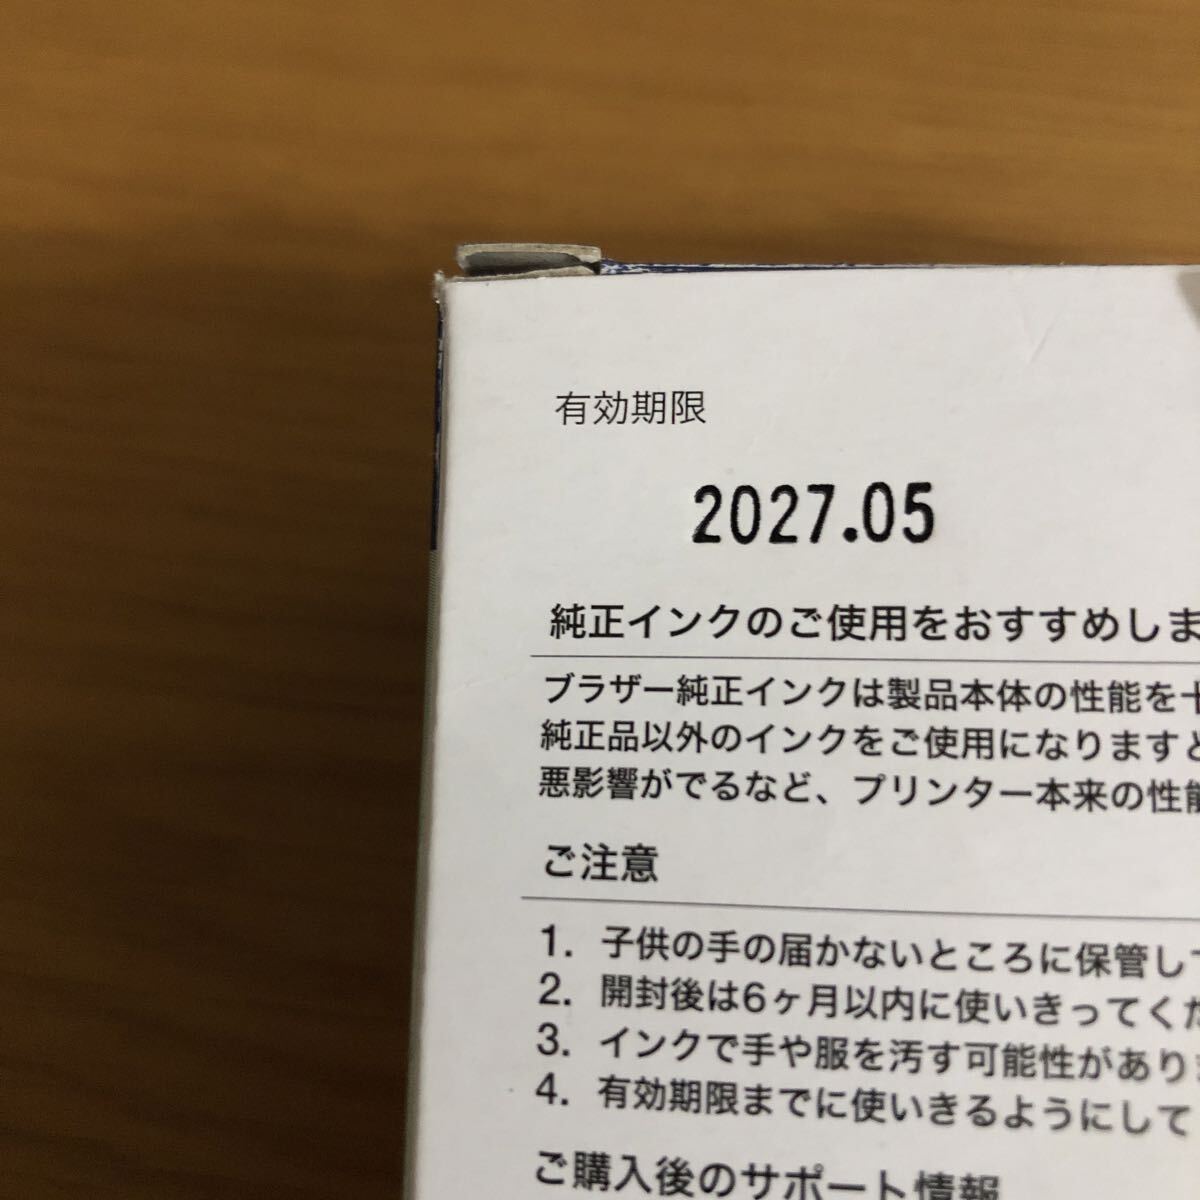 有効期限
2027.05
純正インクのご使用をおすすめしま
ブラザー純正インクは製品本体の性能を十
純正品以外のインクをご使用になりますと
悪影響がでるなど、プリンター本来の性能
ご注意
1. 子供の手の届かないところに保管して
2. 開封後は6ヶ月以内に使いきってくだ
3. インクで手や服を汚す可能性があり
4. 有効期限までに使いきるようにして
ご購入後のサポート情報